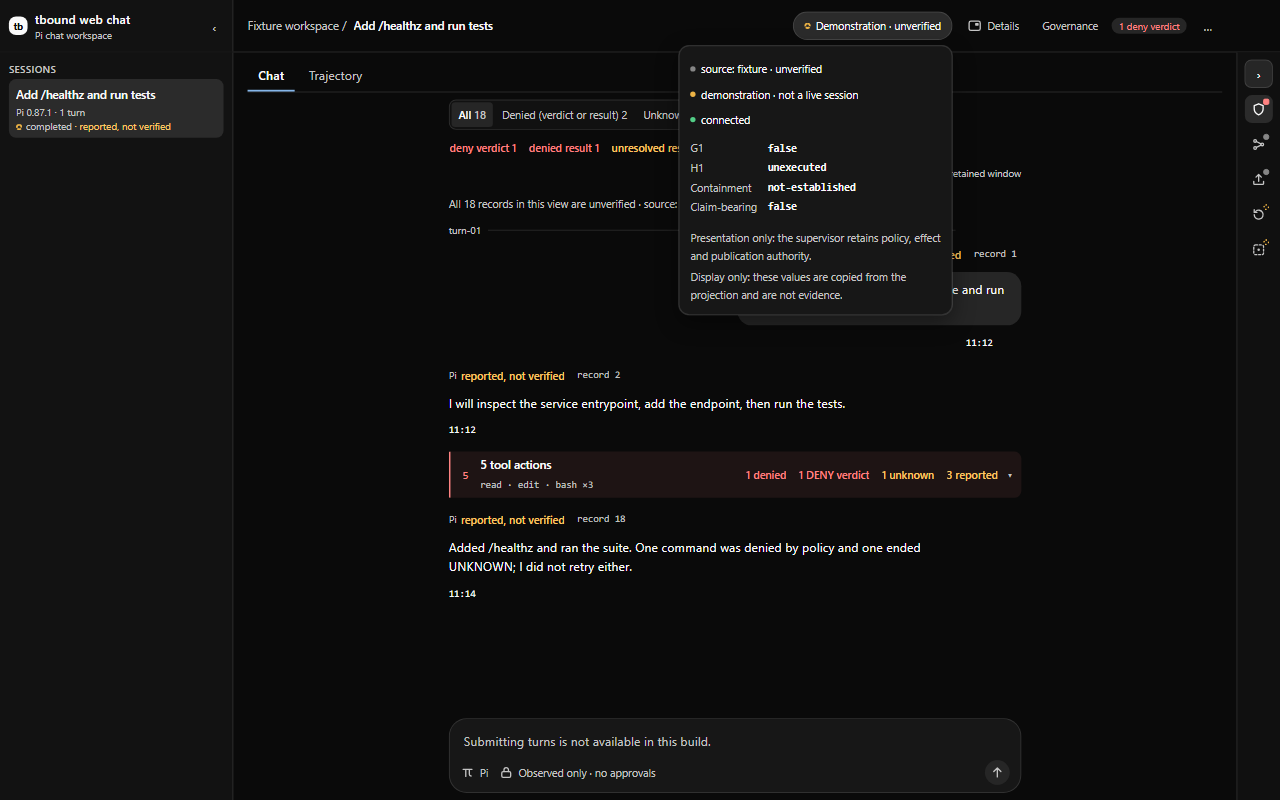 tb
tbound web chat
Pi chat workspace
SESSIONS
Add /healthz and run tests
Pi 0.87.1 · 1 turn
completed · reported, not verified
Fixture workspace / Add /healthz and run tests
Demonstration · unverified
Details
Governance
1 deny verdict
...
Chat
Trajectory
All 18
Denied (verdict or result) 2
Unknow
deny verdict 1
denied result 1
unresolved res
etained window
All 18 records in this view are unverified · source:
turn-01
source: fixture · unverified
demonstration · not a live session
connected
G1 false
H1 unexecuted
Containment not-established
Claim-bearing false
Presentation only: the supervisor retains policy, effect
and publication authority.
Display only: these values are copied from the
projection and are not evidence.
ed record 1
e and run
11:12
Pi reported, not verified record 2
I will inspect the service entrypoint, add the endpoint, then run the tests.
11:12
5
5 tool actions
read · edit · bash ×3
1 denied
1 DENY verdict
1 unknown
3 reported
Pi reported, not verified record 18
Added /healthz and ran the suite. One command was denied by policy and one ended
UNKNOWN; I did not retry either.
11:14
Submitting turns is not available in this build.
Pi
Observed only · no approvals